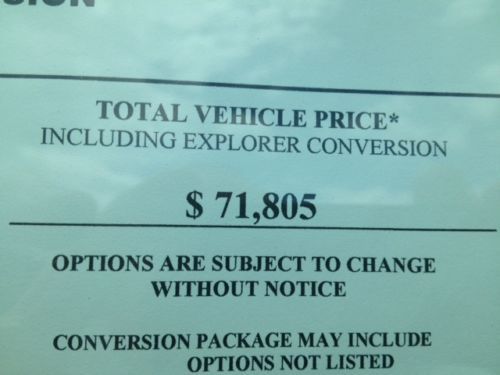 TOTAL VEHICLE PRICE*
INCLUDING EXPLORER CONVERSION
$ 71,805
OPTIONS ARE SUBJECT TO CHANGE
WITHOUT NOTICE
CONVERSION PACKAGE MAY INCLUDE
OPTIONS NOT LISTED